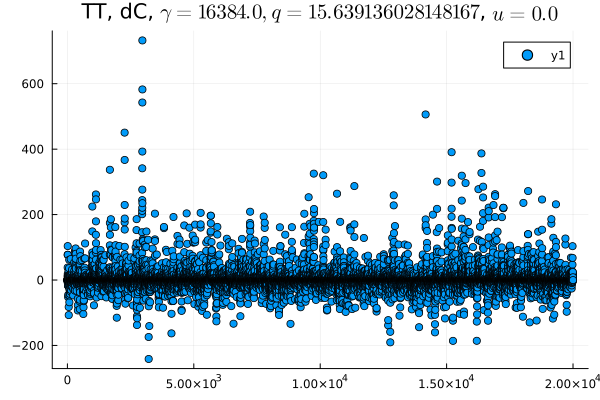 TT, dC, γ = 16384.0, q = 15.639136028148167, u = 0.0
y1
600
400
200
0
−200
0 5.00×10³ 1.00×10⁴ 1.50×10⁴ 2.00×10⁴